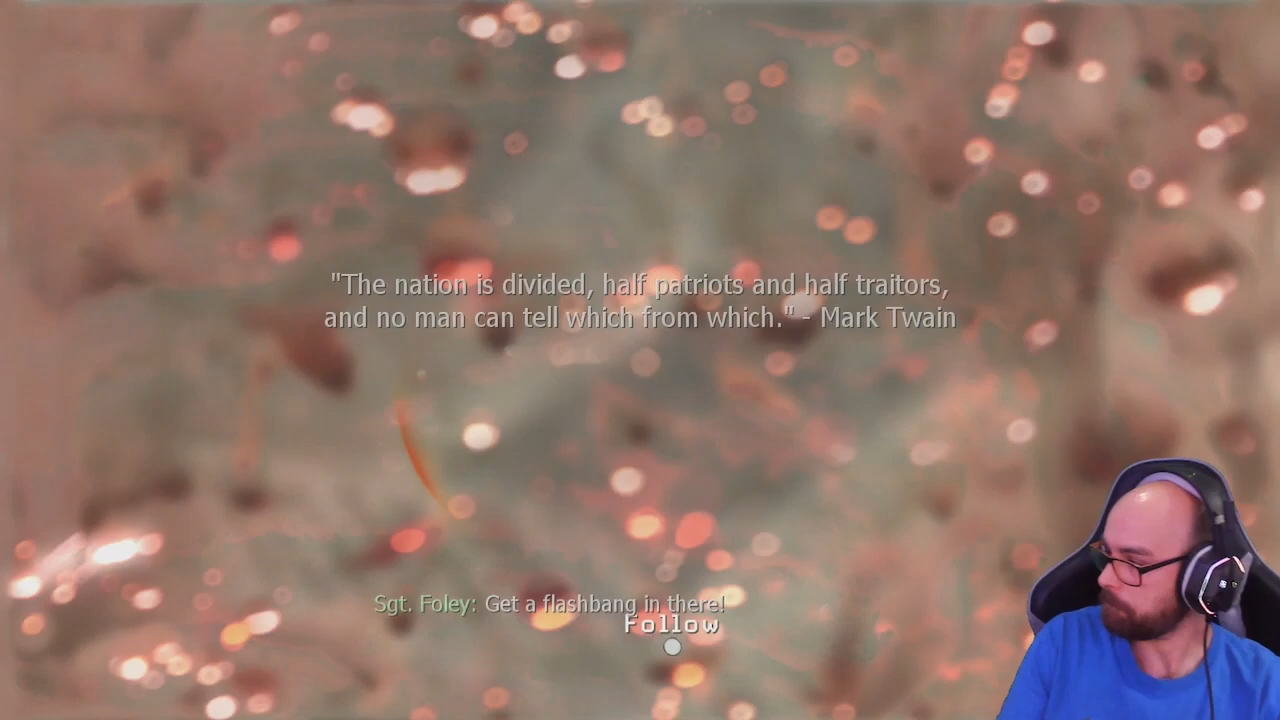 "The nation is divided, half patriots and half traitors,
and no man can tell which from which." - Mark Twain
Sgt. Foley: Get a flashbang in there!
Follow